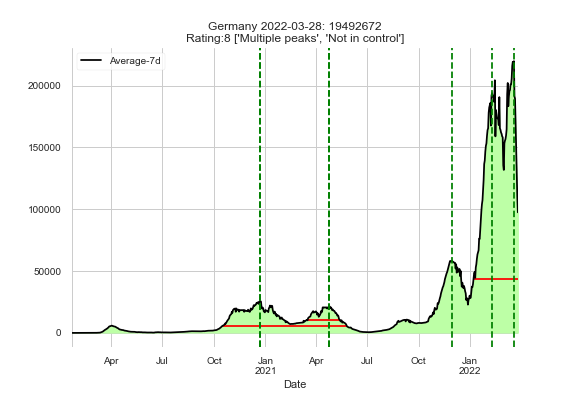 Germany 2022-03-28: 19492672
Rating:8 ['Multiple peaks', 'Not in control']
Average-7d
200000
150000
100000
50000
0
Apr Jul Oct Jan Apr Jul Oct Jan
2021 2022
Date